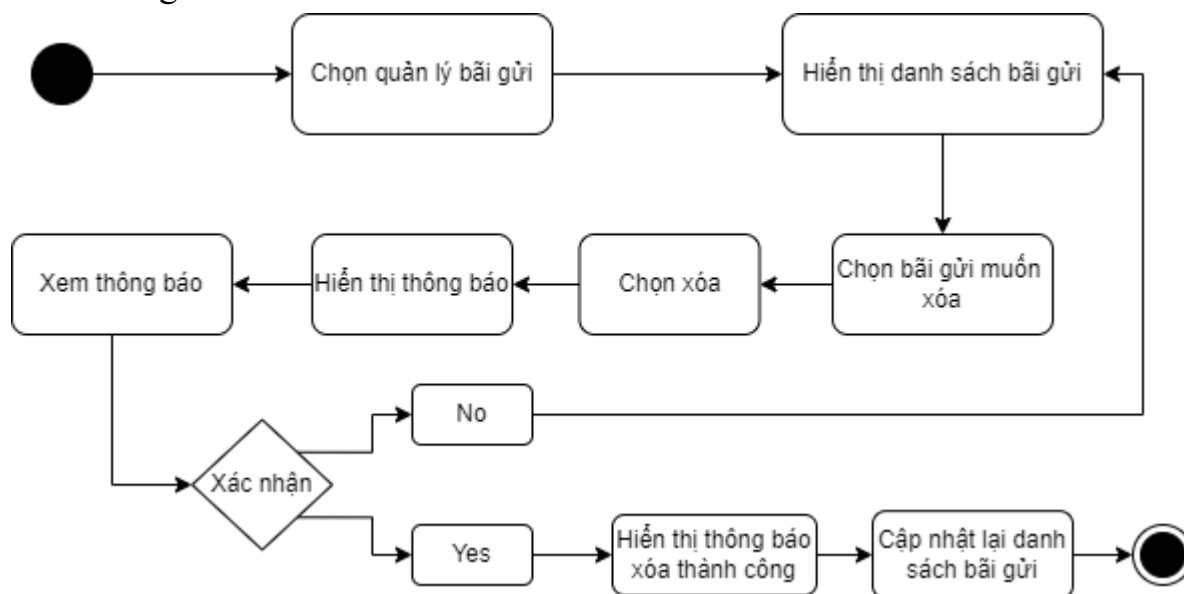 Chọn quản lý bãi gửi
Hiển thị danh sách bãi gửi
Xem thông báo
Hiển thị thông báo
Chọn xóa
Chọn bãi gửi muốn
xóa
No
Xác nhận
Yes
Hiển thị thông báo
xóa thành công
Cập nhật lại danh
sách bãi gửi